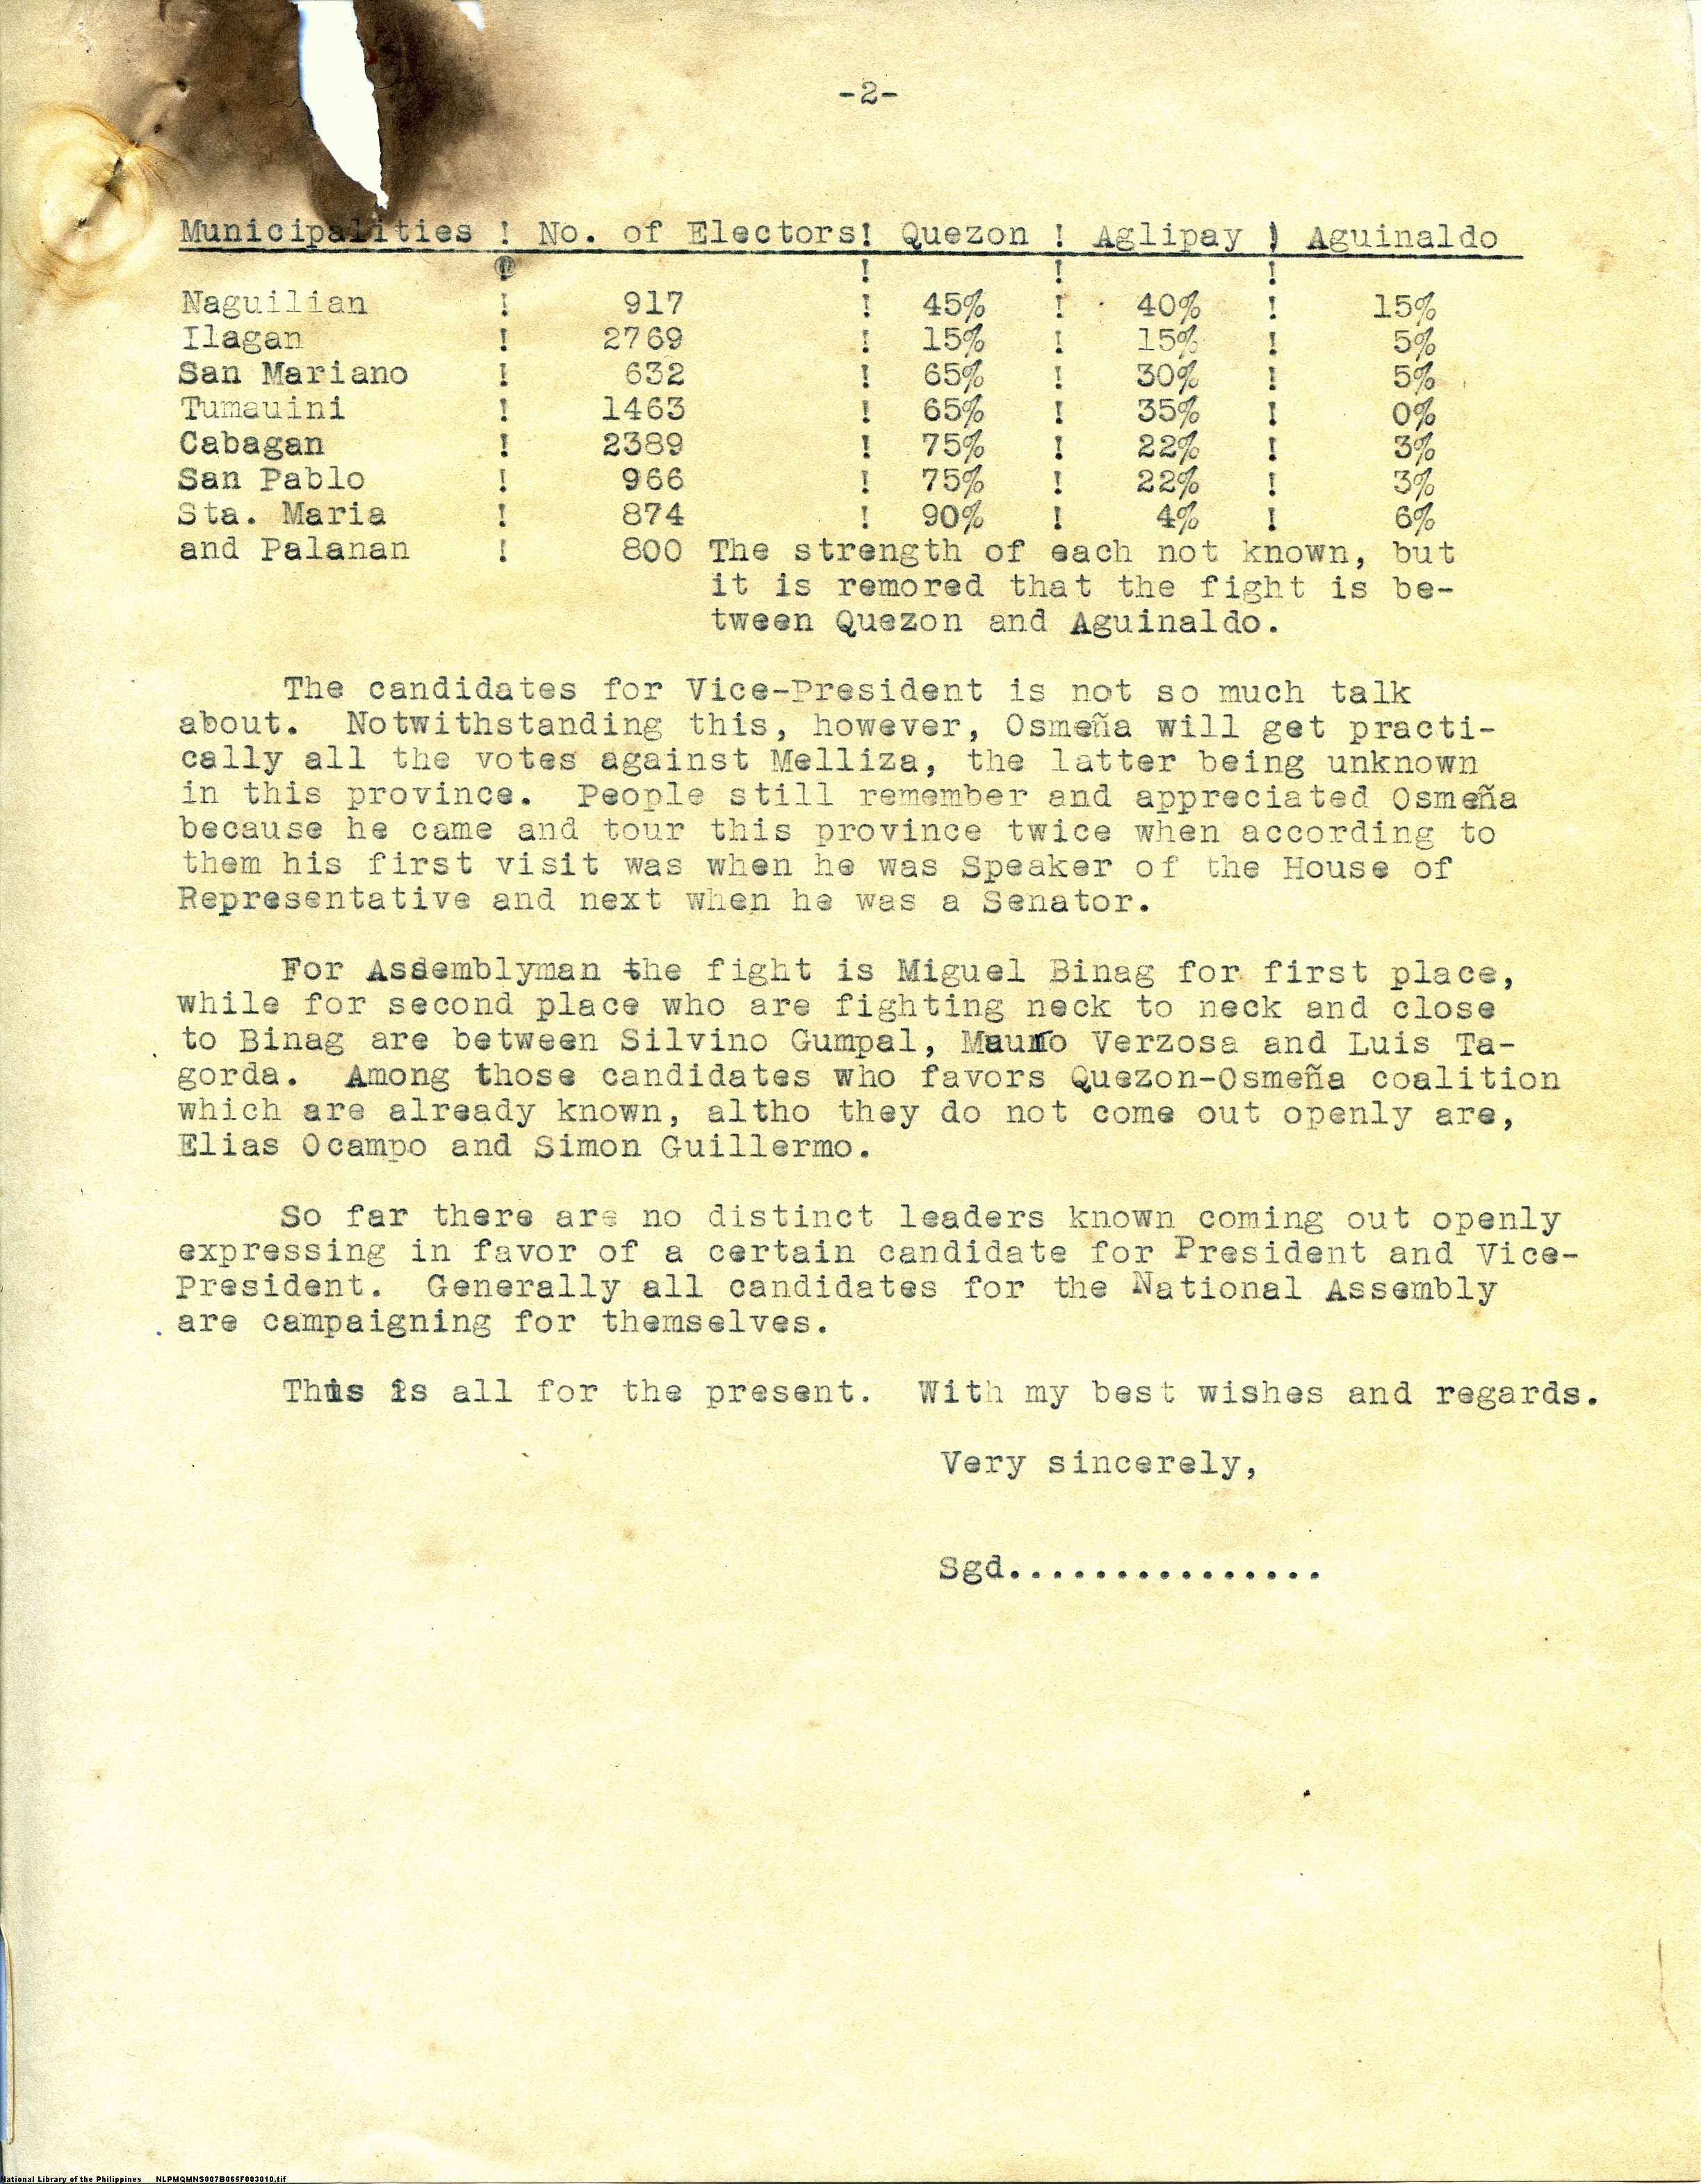 -2-
Municipalities ! No. of Electors! Quezon ! Aglipay ! Aguinaldo
! ! ! !
Naguilian ! 917 ! 45% ! 40% ! 15%
Ilagan ! 2769 ! 15% ! 15% ! 5%
San Mariano ! 632 ! 65% ! 30% ! 5%
Tumauini ! 1463 ! 65% ! 35% ! 0%
Cabagan ! 2389 ! 75% ! 22% ! 3%
San Pablo ! 966 ! 75% ! 22% ! 3%
Sta. Maria ! 874 ! 90% ! 4% ! 6%
and Palanan ! 800 The strength of each not known, but
it is remored that the fight is be-
tween Quezon and Aguinaldo.
The candidates for Vice-President is not so much talk
about. Notwithstanding this, however, Osmeña will get practi-
cally all the votes against Melliza, the latter being unknown
in this province. People still remember and appreciated Osmeña
because he came and tour this province twice when according to
them his first visit was when he was Speaker of the House of
Representative and next when he was a Senator.
For Assemblyman the fight is Miguel Binag for first place,
while for second place who are fighting neck to neck and close
to Binag are between Silvino Gumpal, Mauro Verzosa and Luis Ta-
gorda. Among those candidates who favors Quezon-Osmeña coalition
which are already known, altho they do not come out openly are,
Elias Ocampo and Simon Guillermo.
So far there are no distinct leaders known coming out openly
expressing in favor of a certain candidate for President and Vice-
President. Generally all candidates for the National Assembly
are campaigning for themselves.
This is all for the present. With my best wishes and regards.
Very sincerely,
Sgd...............
National Library of the Philippines NLPMQMNS007B065F003010.tif